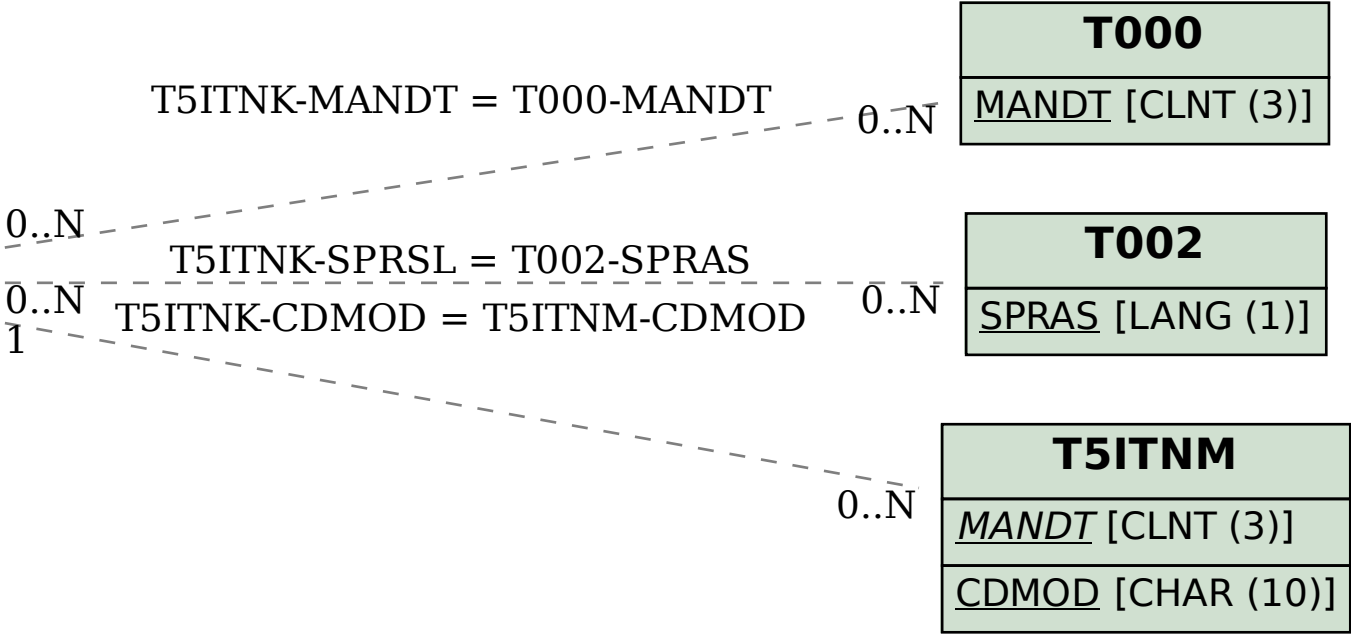 T000
MANDT [CLNT (3)]
T5ITNK-MANDT = T000-MANDT
0..N
0..N
T002
SPRAS [LANG (1)]
T5ITNK-SPRSL = T002-SPRAS
0..N
0..N
T5ITNK-CDMOD = T5ITNM-CDMOD
1
0..N
T5ITNM
MANDT [CLNT (3)]
CDMOD [CHAR (10)]